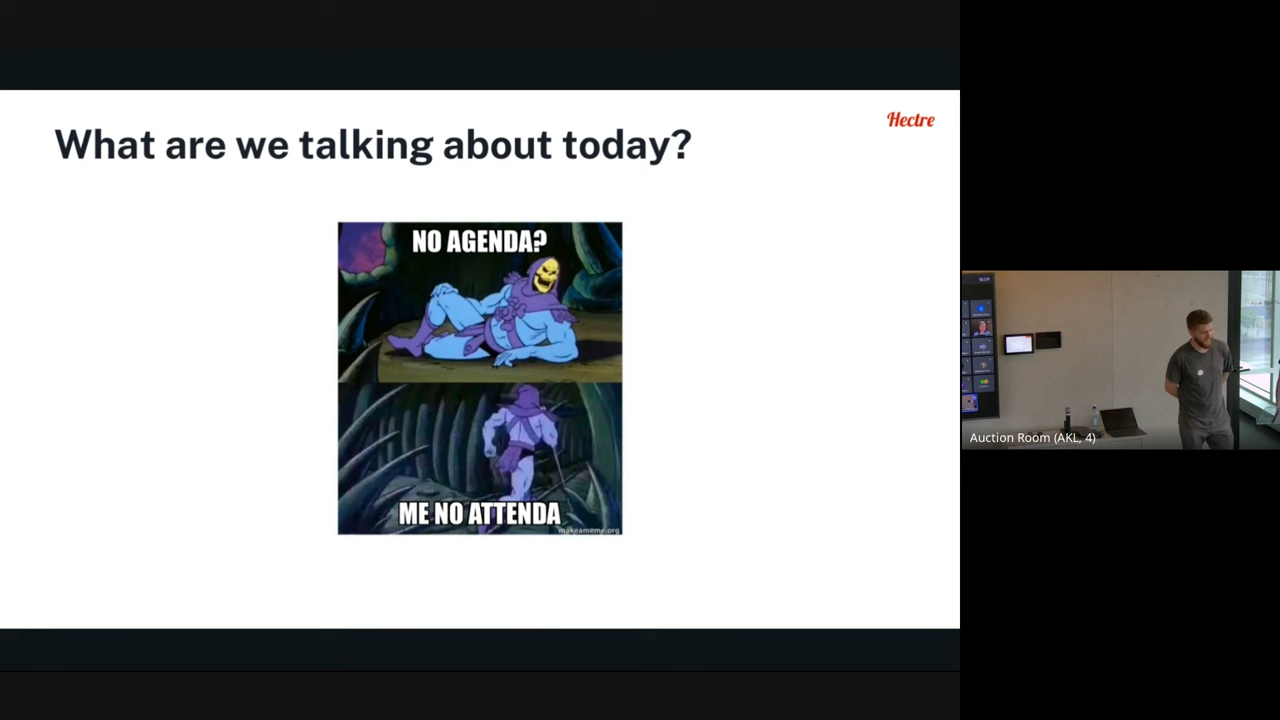 Hectre
What are we talking about today?
NO AGENDA?
ME NO ATTENDA
makeameme.org
Auction Room (AKL, 4)